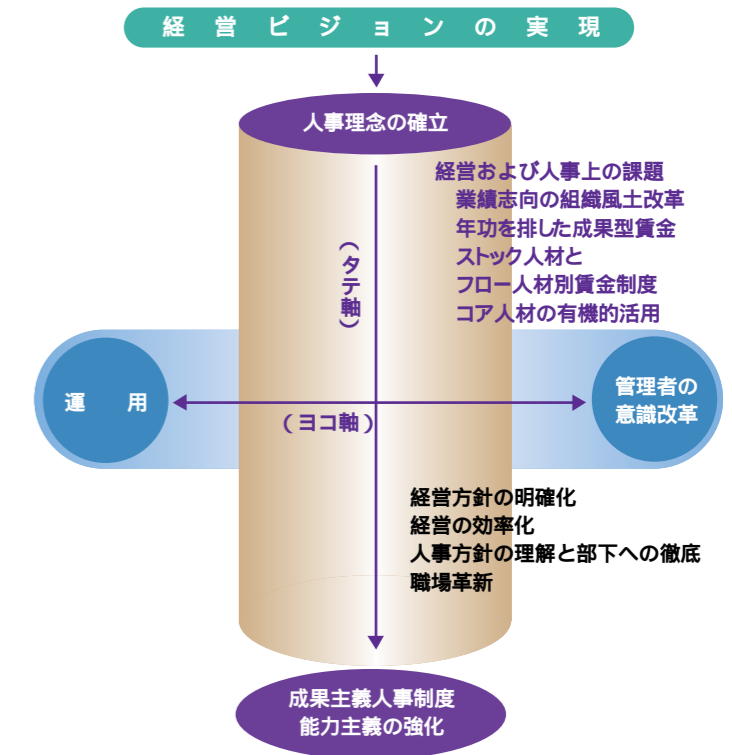 経営ビジョンの実現
人事理念の確立
経営および人事上の課題
業績志向の組織風土改革
年功を排した成果型賃金
ストック人材と
フロー人材別賃金制度
コア人材の有機的活用
（タテ軸）
運用
管理者の
意識改革
（ヨコ軸）
経営方針の明確化
経営の効率化
人事方針の理解と部下への徹底
職場革新
成果主義人事制度
能力主義の強化